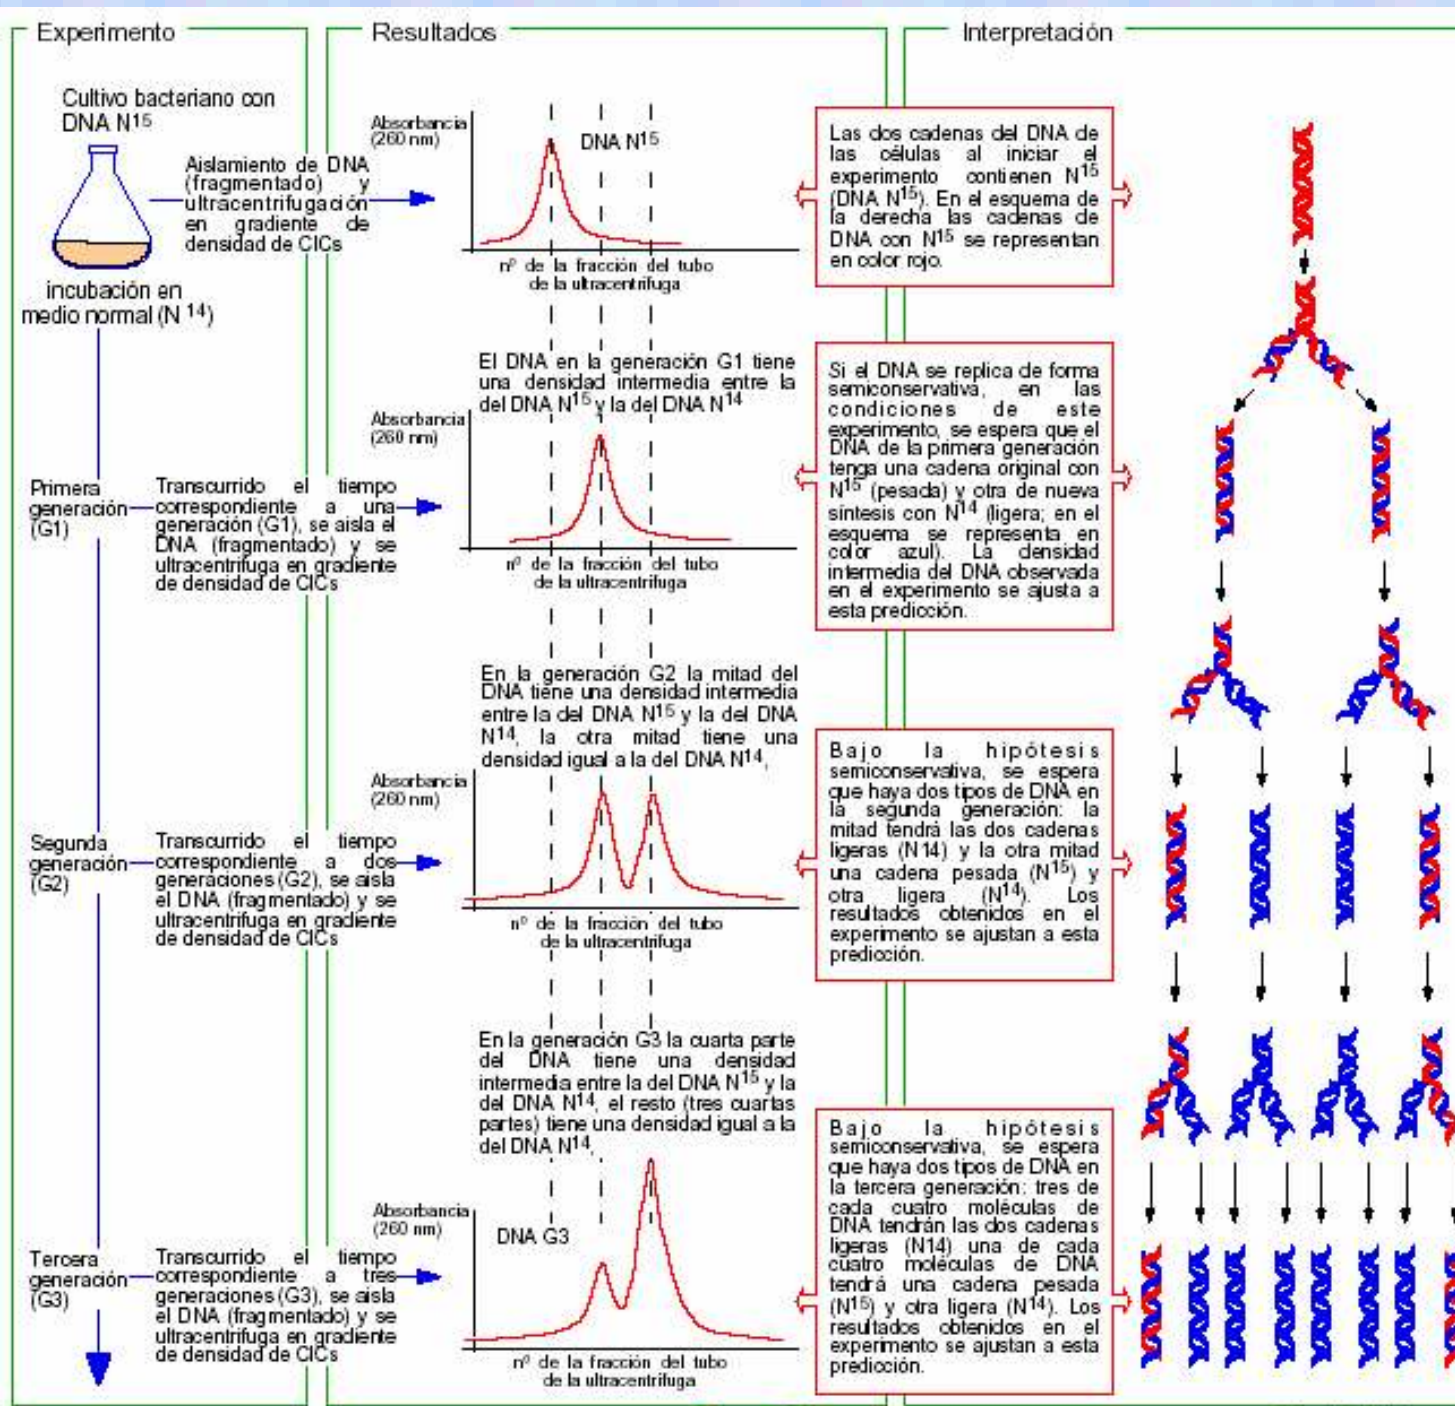 Experimento
Cultivo bacteriano con
DNA N15
Aislamiento de DNA
(fragmentado) y
ultracentrifugación
en gradiente de
densidad de ClCs
incubación en
medio normal (N 14)
Primera
generación
(G1)
Transcurrido el tiempo
correspondiente a una
generación (G1), se aisla el
DNA (fragmentado) y se
ultracentrifuga en gradiente
de densidad de ClCs
Segunda
generación
(G2)
Transcurrido el tiempo
correspondiente a dos
generaciones (G2), se aisla
el DNA (fragmentado) y se
ultracentrifuga en gradiente
de densidad de ClCs
Tercera
generación
(G3)
Transcurrido el tiempo
correspondiente a tres
generaciones (G3), se aisla
el DNA (fragmentado) y se
ultracentrifuga en gradiente
de densidad de ClCs
Resultados
Absorbancia
(260 nm)
DNA N15
nº de la fracción del tubo
de la ultracentrifuga
El DNA en la generación G1 tiene
una densidad intermedia entre la
del DNA N15 y la del DNA N14
Absorbancia
(260 nm)
nº de la fracción del tubo
de la ultracentrifuga
En la generación G2 la mitad del
DNA tiene una densidad intermedia
entre la del DNA N15 y la del DNA
N14, la otra mitad tiene una
densidad igual a la del DNA N14,
Absorbancia
(260 nm)
nº de la fracción del tubo
de la ultracentrifuga
En la generación G3 la cuarta parte
del DNA tiene una densidad
intermedia entre la del DNA N15 y la
del DNA N14, el resto (tres cuartas
partes) tiene una densidad igual a la
del DNA N14,
Absorbancia
(260 nm)
DNA G3
nº de la fracción del tubo
de la ultracentrifuga
Interpretación
Las dos cadenas del DNA de
las células al iniciar el
experimento contienen N15
(DNA N15). En el esquema de
la derecha las cadenas de
DNA con N15 se representan
en color rojo.
Si el DNA se replica de forma
semiconservativa, en las
condiciones de este
experimento, se espera que el
DNA de la primera generación
tenga una cadena original con
N15 (pesada) y otra de nueva
síntesis con N14 (ligera; en el
esquema se representa en
color azul). La densidad
intermedia del DNA observada
en el experimento se ajusta a
esta predicción.
Bajo la hipótesis
semiconservativa, se espera
que haya dos tipos de DNA en
la segunda generación: la
mitad tendrá las dos cadenas
ligeras (N14) y la otra mitad
una cadena pesada (N15) y
otra ligera (N14). Los
resultados obtenidos en el
experimento se ajustan a esta
predicción.
Bajo la hipótesis
semiconservativa, se espera
que haya dos tipos de DNA en
la tercera generación: tres de
cada cuatro moléculas de
DNA tendrán las dos cadenas
ligeras (N14) una de cada
cuatro moléculas de DNA
tendrá una cadena pesada
(N15) y otra ligera (N14). Los
resultados obtenidos en el
experimento se ajustan a esta
predicción.